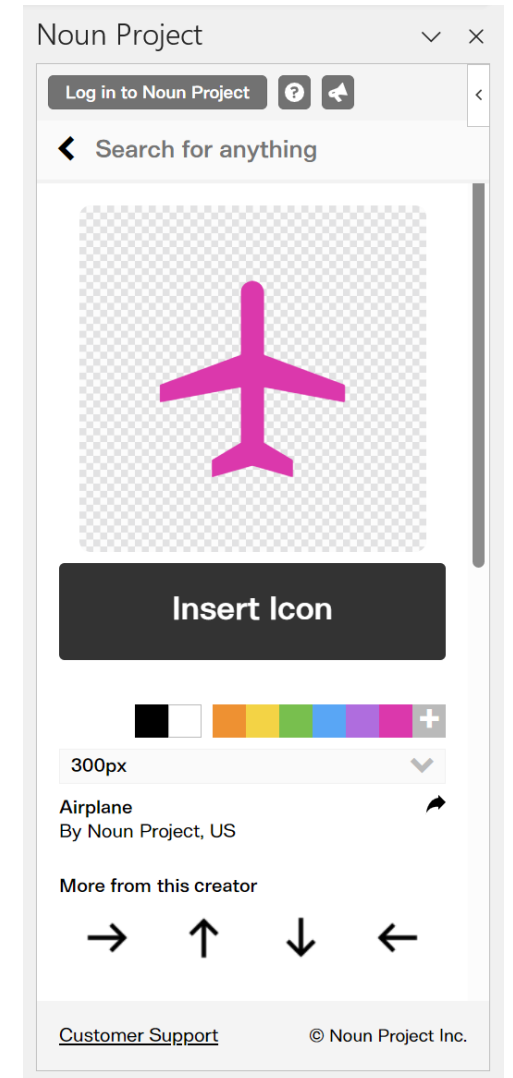 Noun Project
Log in to Noun Project
Search for anything
Insert Icon
300px
Airplane
By Noun Project, US
More from this creator
Customer Support
© Noun Project Inc.